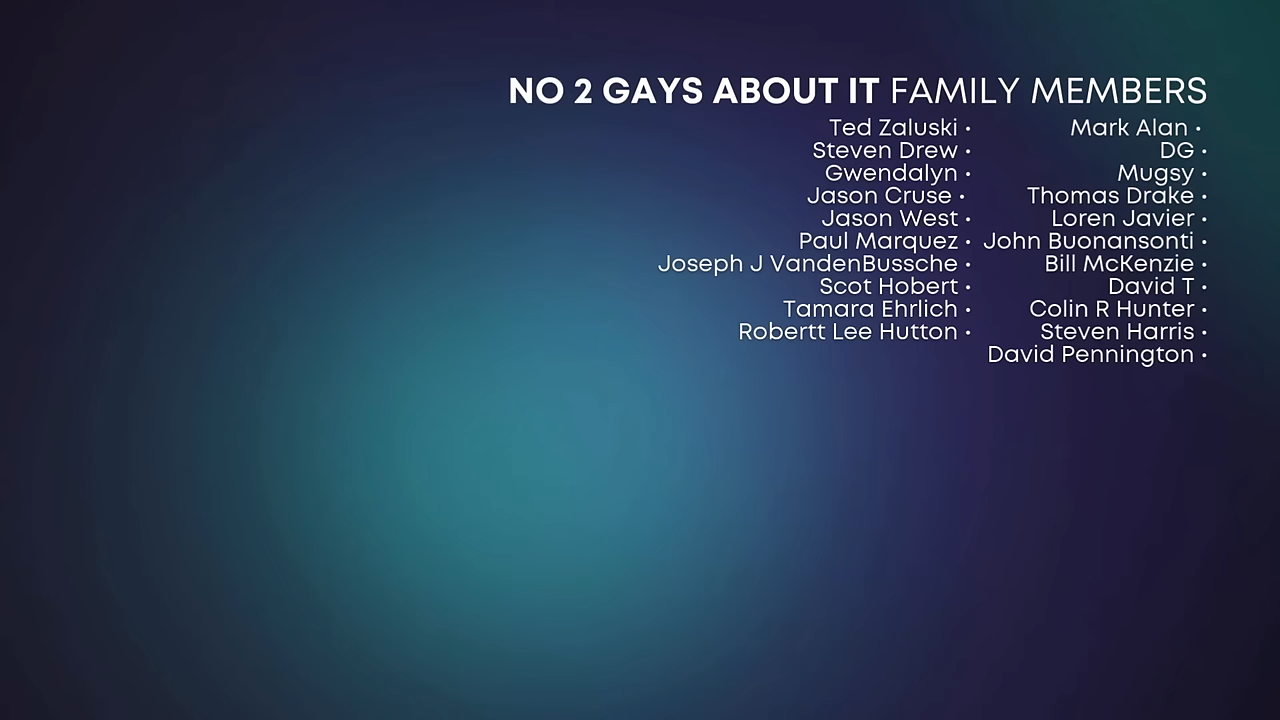 NO 2 GAYS ABOUT IT FAMILY MEMBERS
Ted Zaluski •
Steven Drew •
Gwendalyn •
Jason Cruse •
Jason West •
Paul Marquez •
Joseph J VandenBussche •
Scot Hobert •
Tamara Ehrlich •
Robertt Lee Hutton •
Mark Alan •
DG •
Mugsy •
Thomas Drake •
Loren Javier •
John Buonansonti •
Bill McKenzie •
David T •
Colin R Hunter •
Steven Harris •
David Pennington •